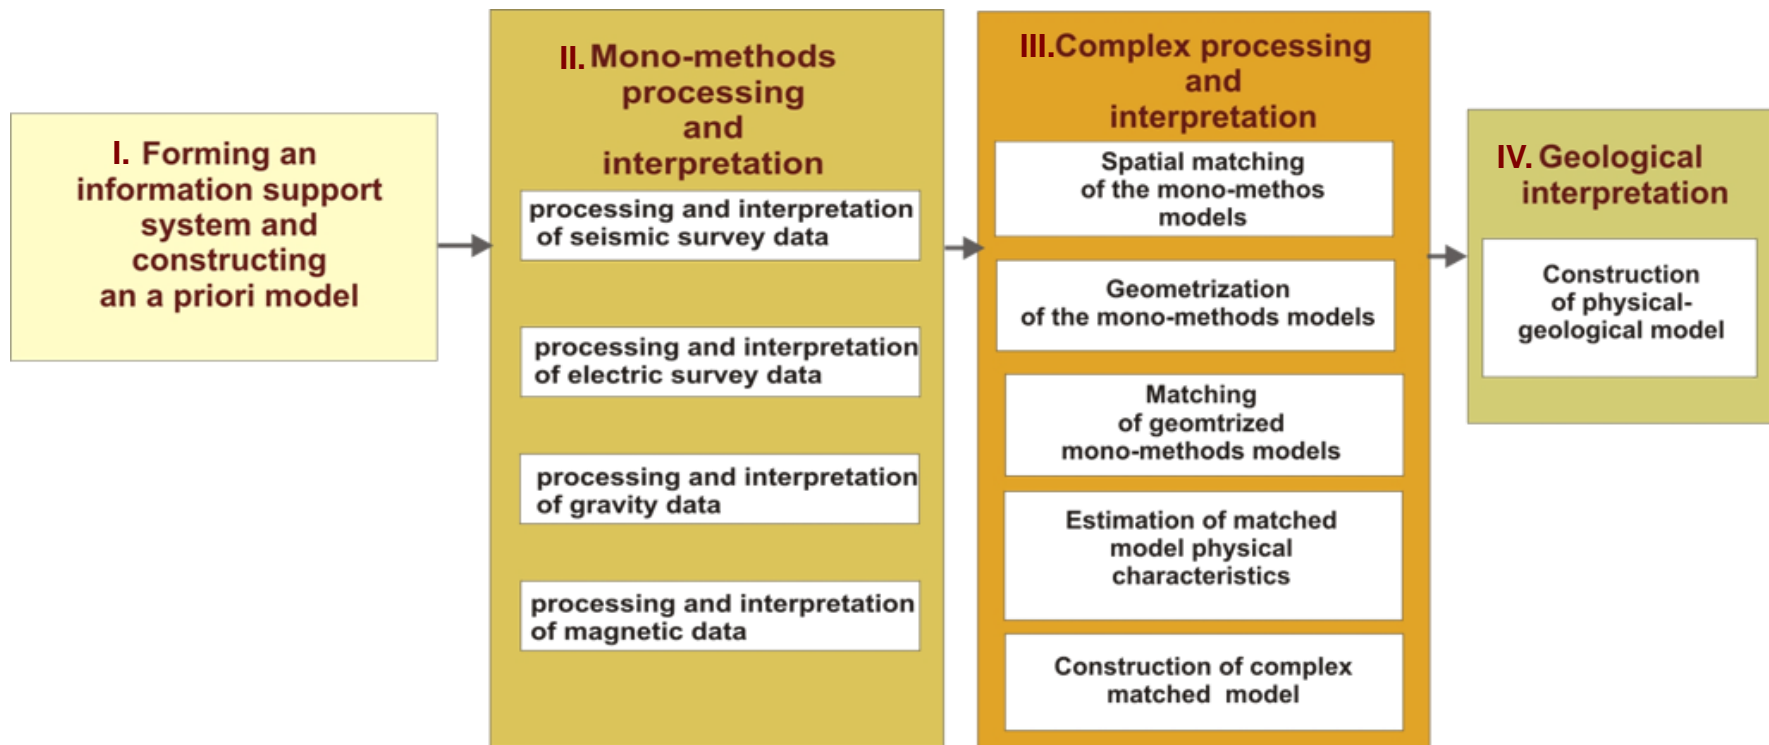 I. Forming an
information support
system and
constructing
an a priori model
II. Mono-methods
processing
and
interpretation
processing and interpretation
of seismic survey data
processing and interpretation
of electric survey data
processing and interpretation
of gravity data
processing and interpretation
of magnetic data
III.Complex processing
and
interpretation
Spatial matching
of the mono-methos
models
Geometrization
of the mono-methods models
Matching
of geomtrized
mono-methods models
Estimation of matched
model physical
characteristics
Construction of complex
matched model
IV. Geological
interpretation
Construction
of physical-
geological model